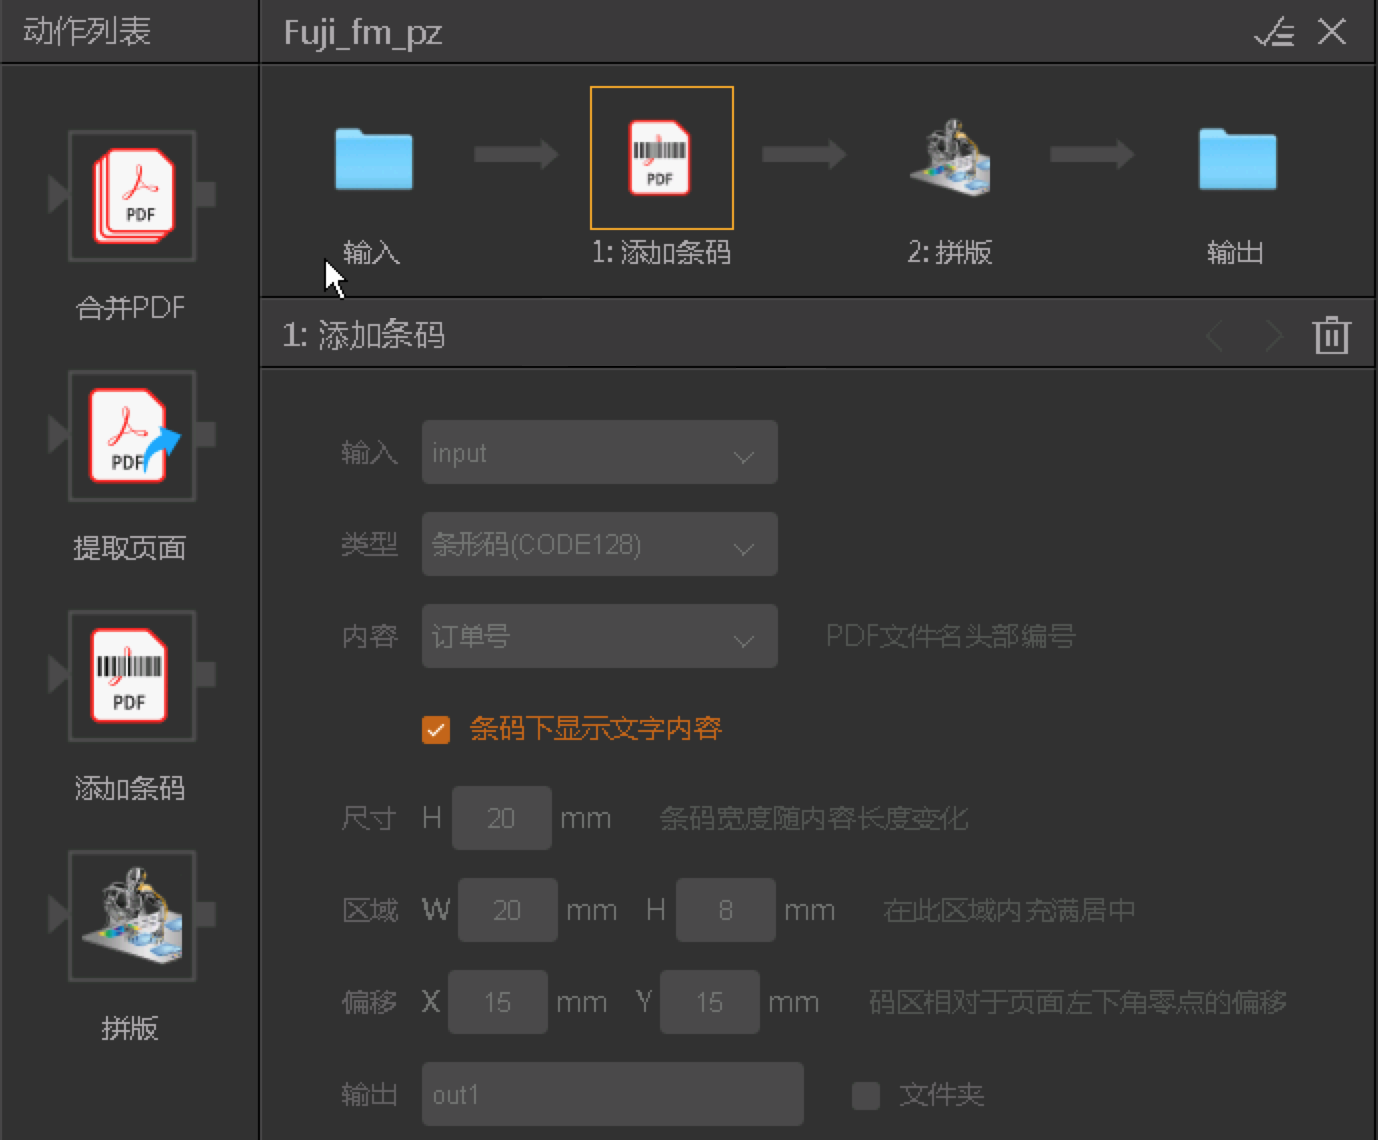 动作列表
Fuji_fm_pz
PDF
合并PDF
PDF
提取页面
PDF
添加条码
拼版
输入
PDF
1: 添加条码
2: 拼版
输出
1: 添加条码
输入 input
类型 条形码(CODE128)
内容 订单号 PDF文件名头部编号
条码下显示文字内容
尺寸 H 20 mm 条码宽度随内容长度变化
区域 W 20 mm H 8 mm 在此区域内充满居中
偏移 X 15 mm Y 15 mm 码区相对于页面左下角零点的偏移
输出 out1 文件夹